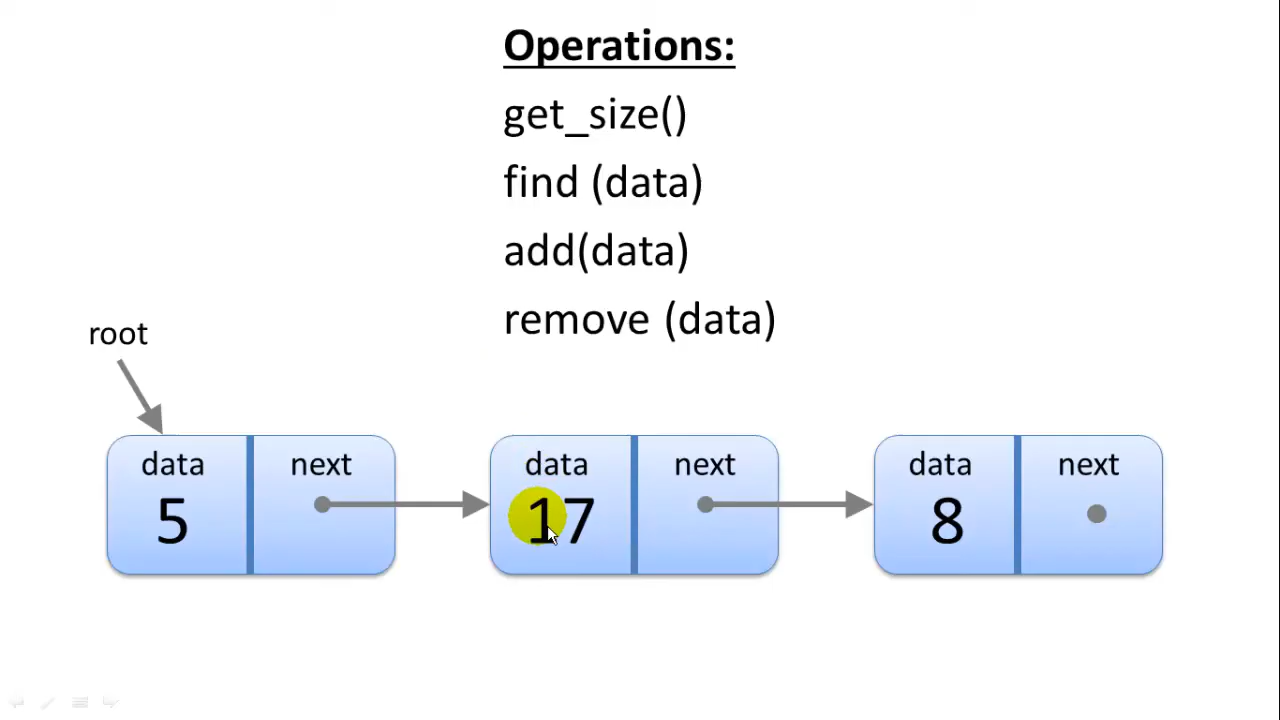 Operations:
get_size()
find (data)
add(data)
remove (data)
root
data next data next data next
5 17 8